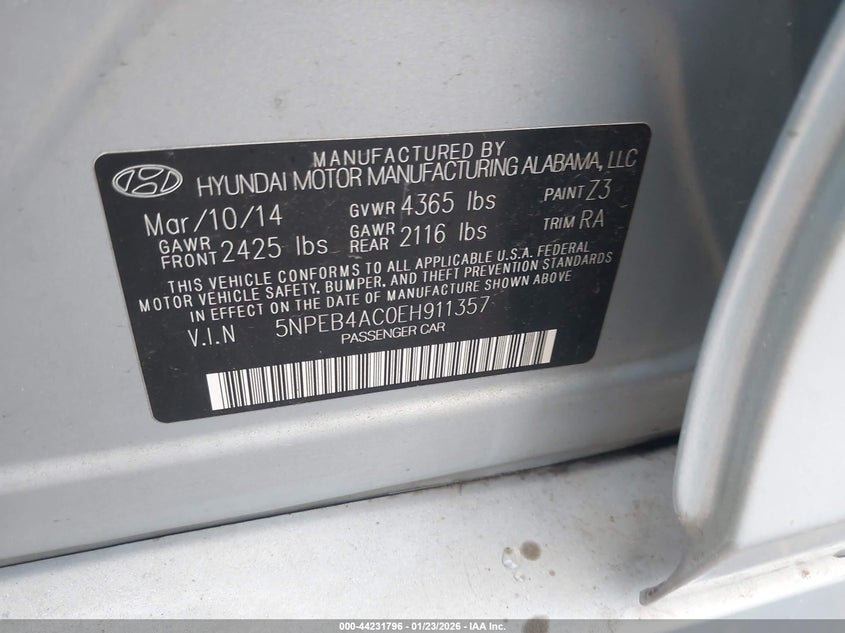 MANUFACTURED BY
HYUNDAI MOTOR MANUFACTURING ALABAMA, LLC
Mar/10/14 GVWR 4365 lbs PAINT Z3
GAWR FRONT 2425 lbs GAWR REAR 2116 lbs TRIM RA
THIS VEHICLE CONFORMS TO ALL APPLICABLE U.S.A. FEDERAL
MOTOR VEHICLE SAFETY, BUMPER, AND THEFT PREVENTION STANDARDS
IN EFFECT ON THE DATE OF MANUFACTURE SHOWN ABOVE.
V.I.N 5NPEB4AC0EH911357
PASSENGER CAR
000-44231796 - 01/23/2026 - IAA Inc.